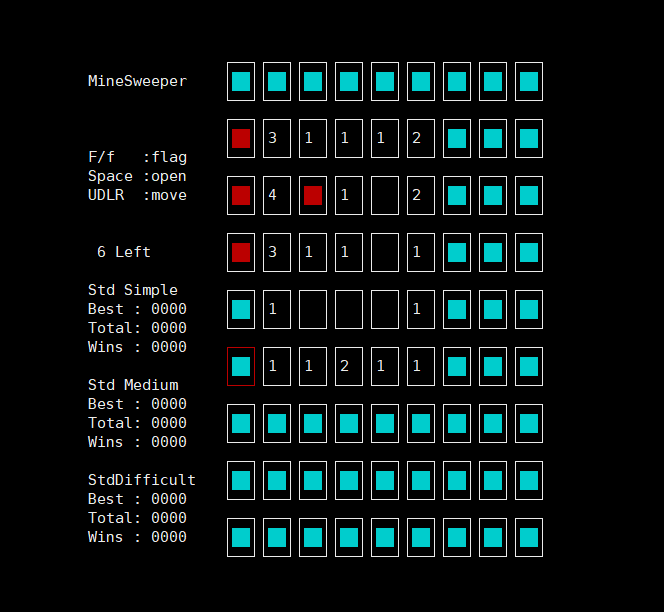 MineSweeper
3 1 1 1 2
F/f   :flag
Space :open
UDLR  :move
4 1 2
6 Left
3 1 1 1
Std Simple
Best : 0000
Total: 0000
Wins : 0000
1 1
1 1 2 1 1
Std Medium
Best : 0000
Total: 0000
Wins : 0000
StdDifficult
Best : 0000
Total: 0000
Wins : 0000